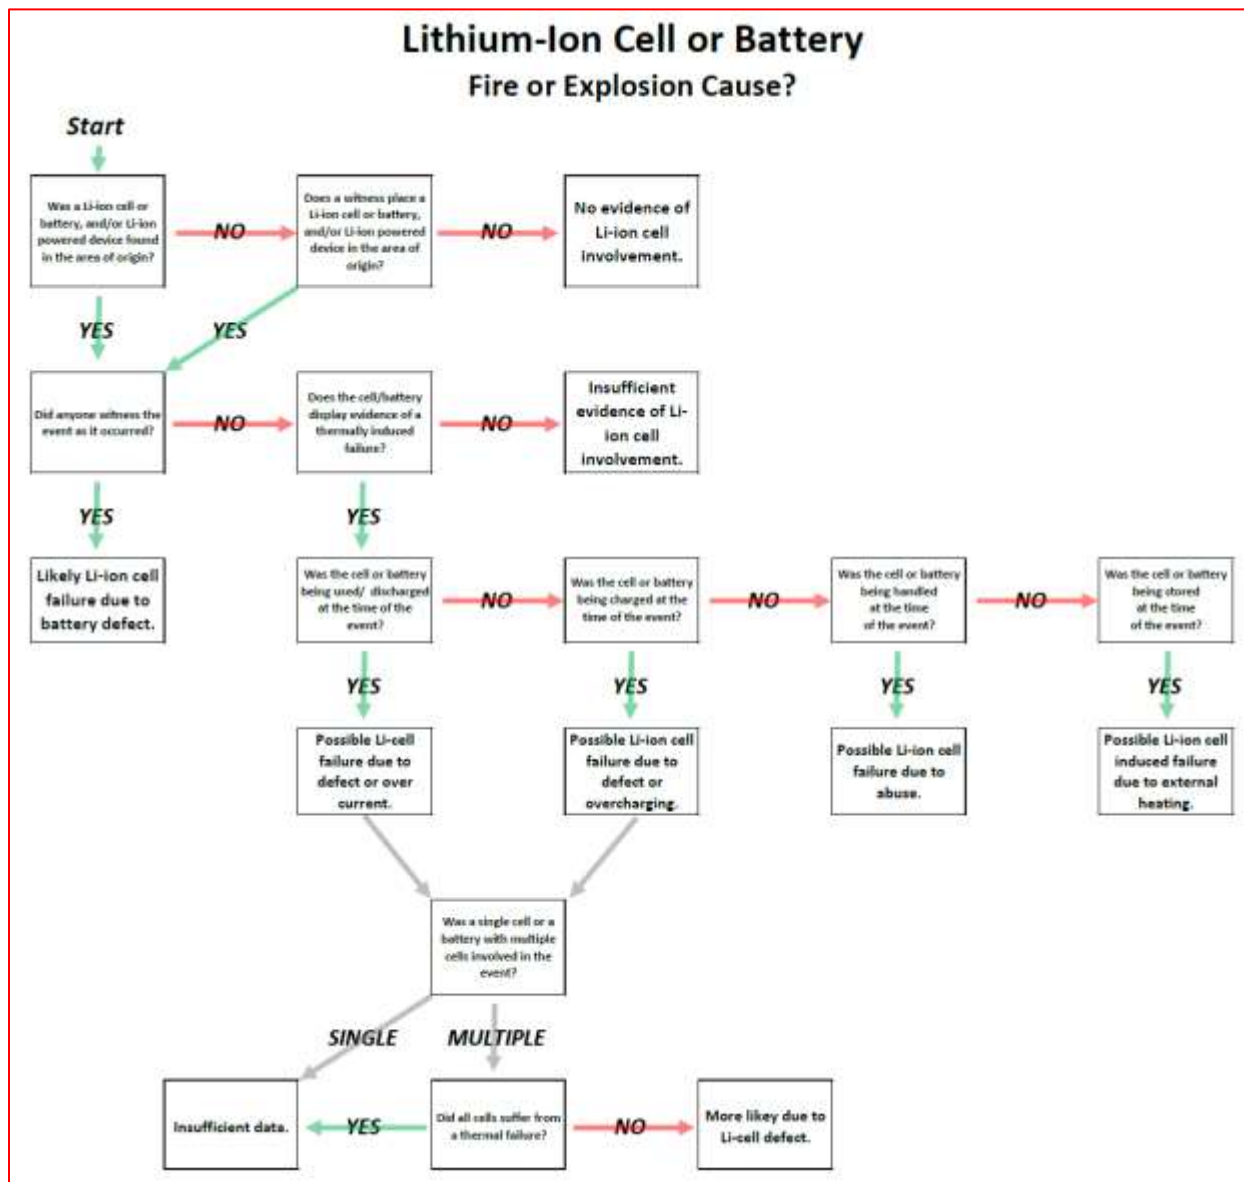 Lithium-Ion Cell or Battery
Fire or Explosion Cause?
Start
Was a Li-ion cell or
battery, and/or Li-ion
powered device found
in the area of origin?
NO
Does a witness place a
Li-ion cell or battery,
and/or Li-ion powered
device in the area of
origin?
NO
No evidence of
Li-ion cell
involvement.
YES
YES
Did anyone witness the
event as it occurred?
NO
Does the cell/battery
display evidence of a
thermally induced
failure?
NO
Insufficient
evidence of Li-
ion cell
involvement.
YES
YES
Likely Li-ion cell
failure due to
battery defect.
Was the cell or battery
being used/ discharged
at the time of the
event?
NO
Was the cell or battery
being charged at the
time of the event?
NO
Was the cell or battery
being handled
at the time
of the event?
NO
Was the cell or battery
being stored
at the time
of the event?
YES
YES
YES
YES
Possible Li-cell
failure due to
defect or over
current.
Possible Li-ion cell
failure due to
defect or
overcharging.
Possible Li-ion cell
failure due to
abuse.
Possible Li-ion cell
induced failure
due to external
heating.
Was a single cell or a
battery with multiple
cells involved in the
event?
SINGLE
MULTIPLE
Insufficient data.
YES
Did all cells suffer from
a thermal failure?
NO
More likey due to
Li-cell defect.